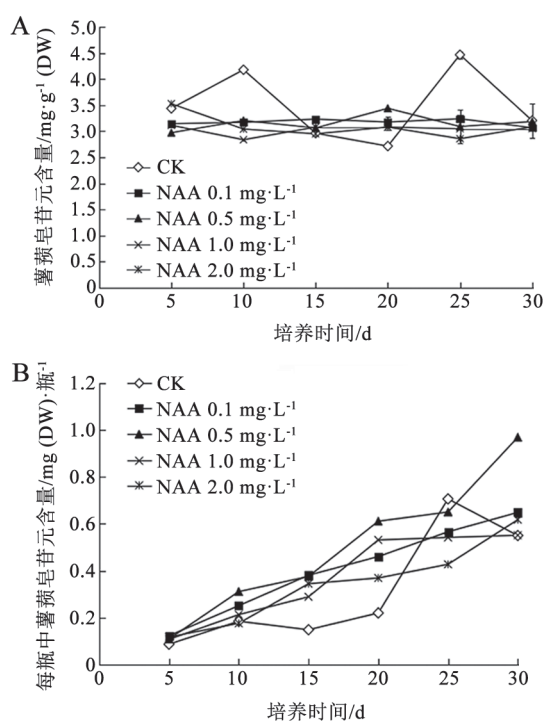 A
薯蓣皂苷元含量/mg·g⁻¹ (DW)
5.0
4.5
4.0
3.5
3.0
2.5
2.0
1.5
1.0
0.5
0
CK
NAA 0.1 mg·L⁻¹
NAA 0.5 mg·L⁻¹
NAA 1.0 mg·L⁻¹
NAA 2.0 mg·L⁻¹
0 5 10 15 20 25 30
培养时间/d
B
每瓶中薯蓣皂苷元含量/mg (DW)·瓶⁻¹
1.2
1.0
0.8
0.6
0.4
0.2
0
CK
NAA 0.1 mg·L⁻¹
NAA 0.5 mg·L⁻¹
NAA 1.0 mg·L⁻¹
NAA 2.0 mg·L⁻¹
0 5 10 15 20 25 30
培养时间/d